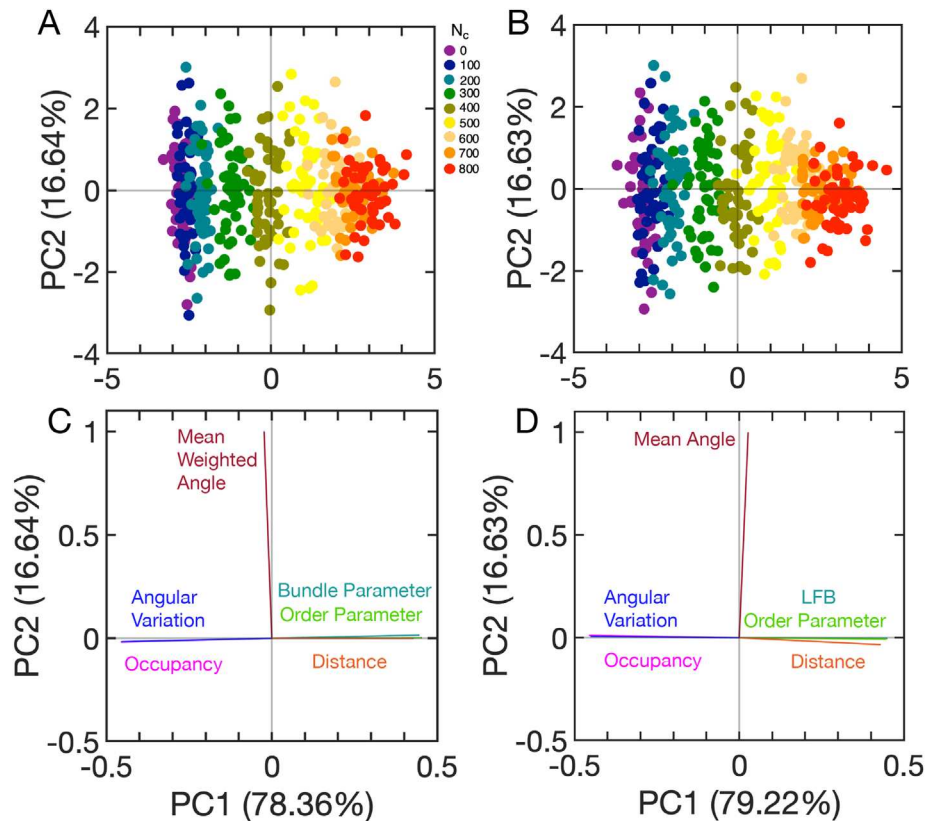 A
B
N_c
0
100
200
300
400
500
600
700
800
4
2
0
-2
-4
PC2 (16.64%)
-5
0
5
4
2
0
-2
-4
PC2 (16.63%)
-5
0
5
C
1
0.5
0
-0.5
PC2 (16.64%)
Mean
Weighted
Angle
Angular
Variation
Bundle Parameter
Order Parameter
Occupancy
Distance
-0.5
0
0.5
PC1 (78.36%)
D
1
0.5
0
-0.5
PC2 (16.63%)
Mean Angle
Angular
Variation
LFB
Order Parameter
Occupancy
Distance
-0.5
0
0.5
PC1 (79.22%)